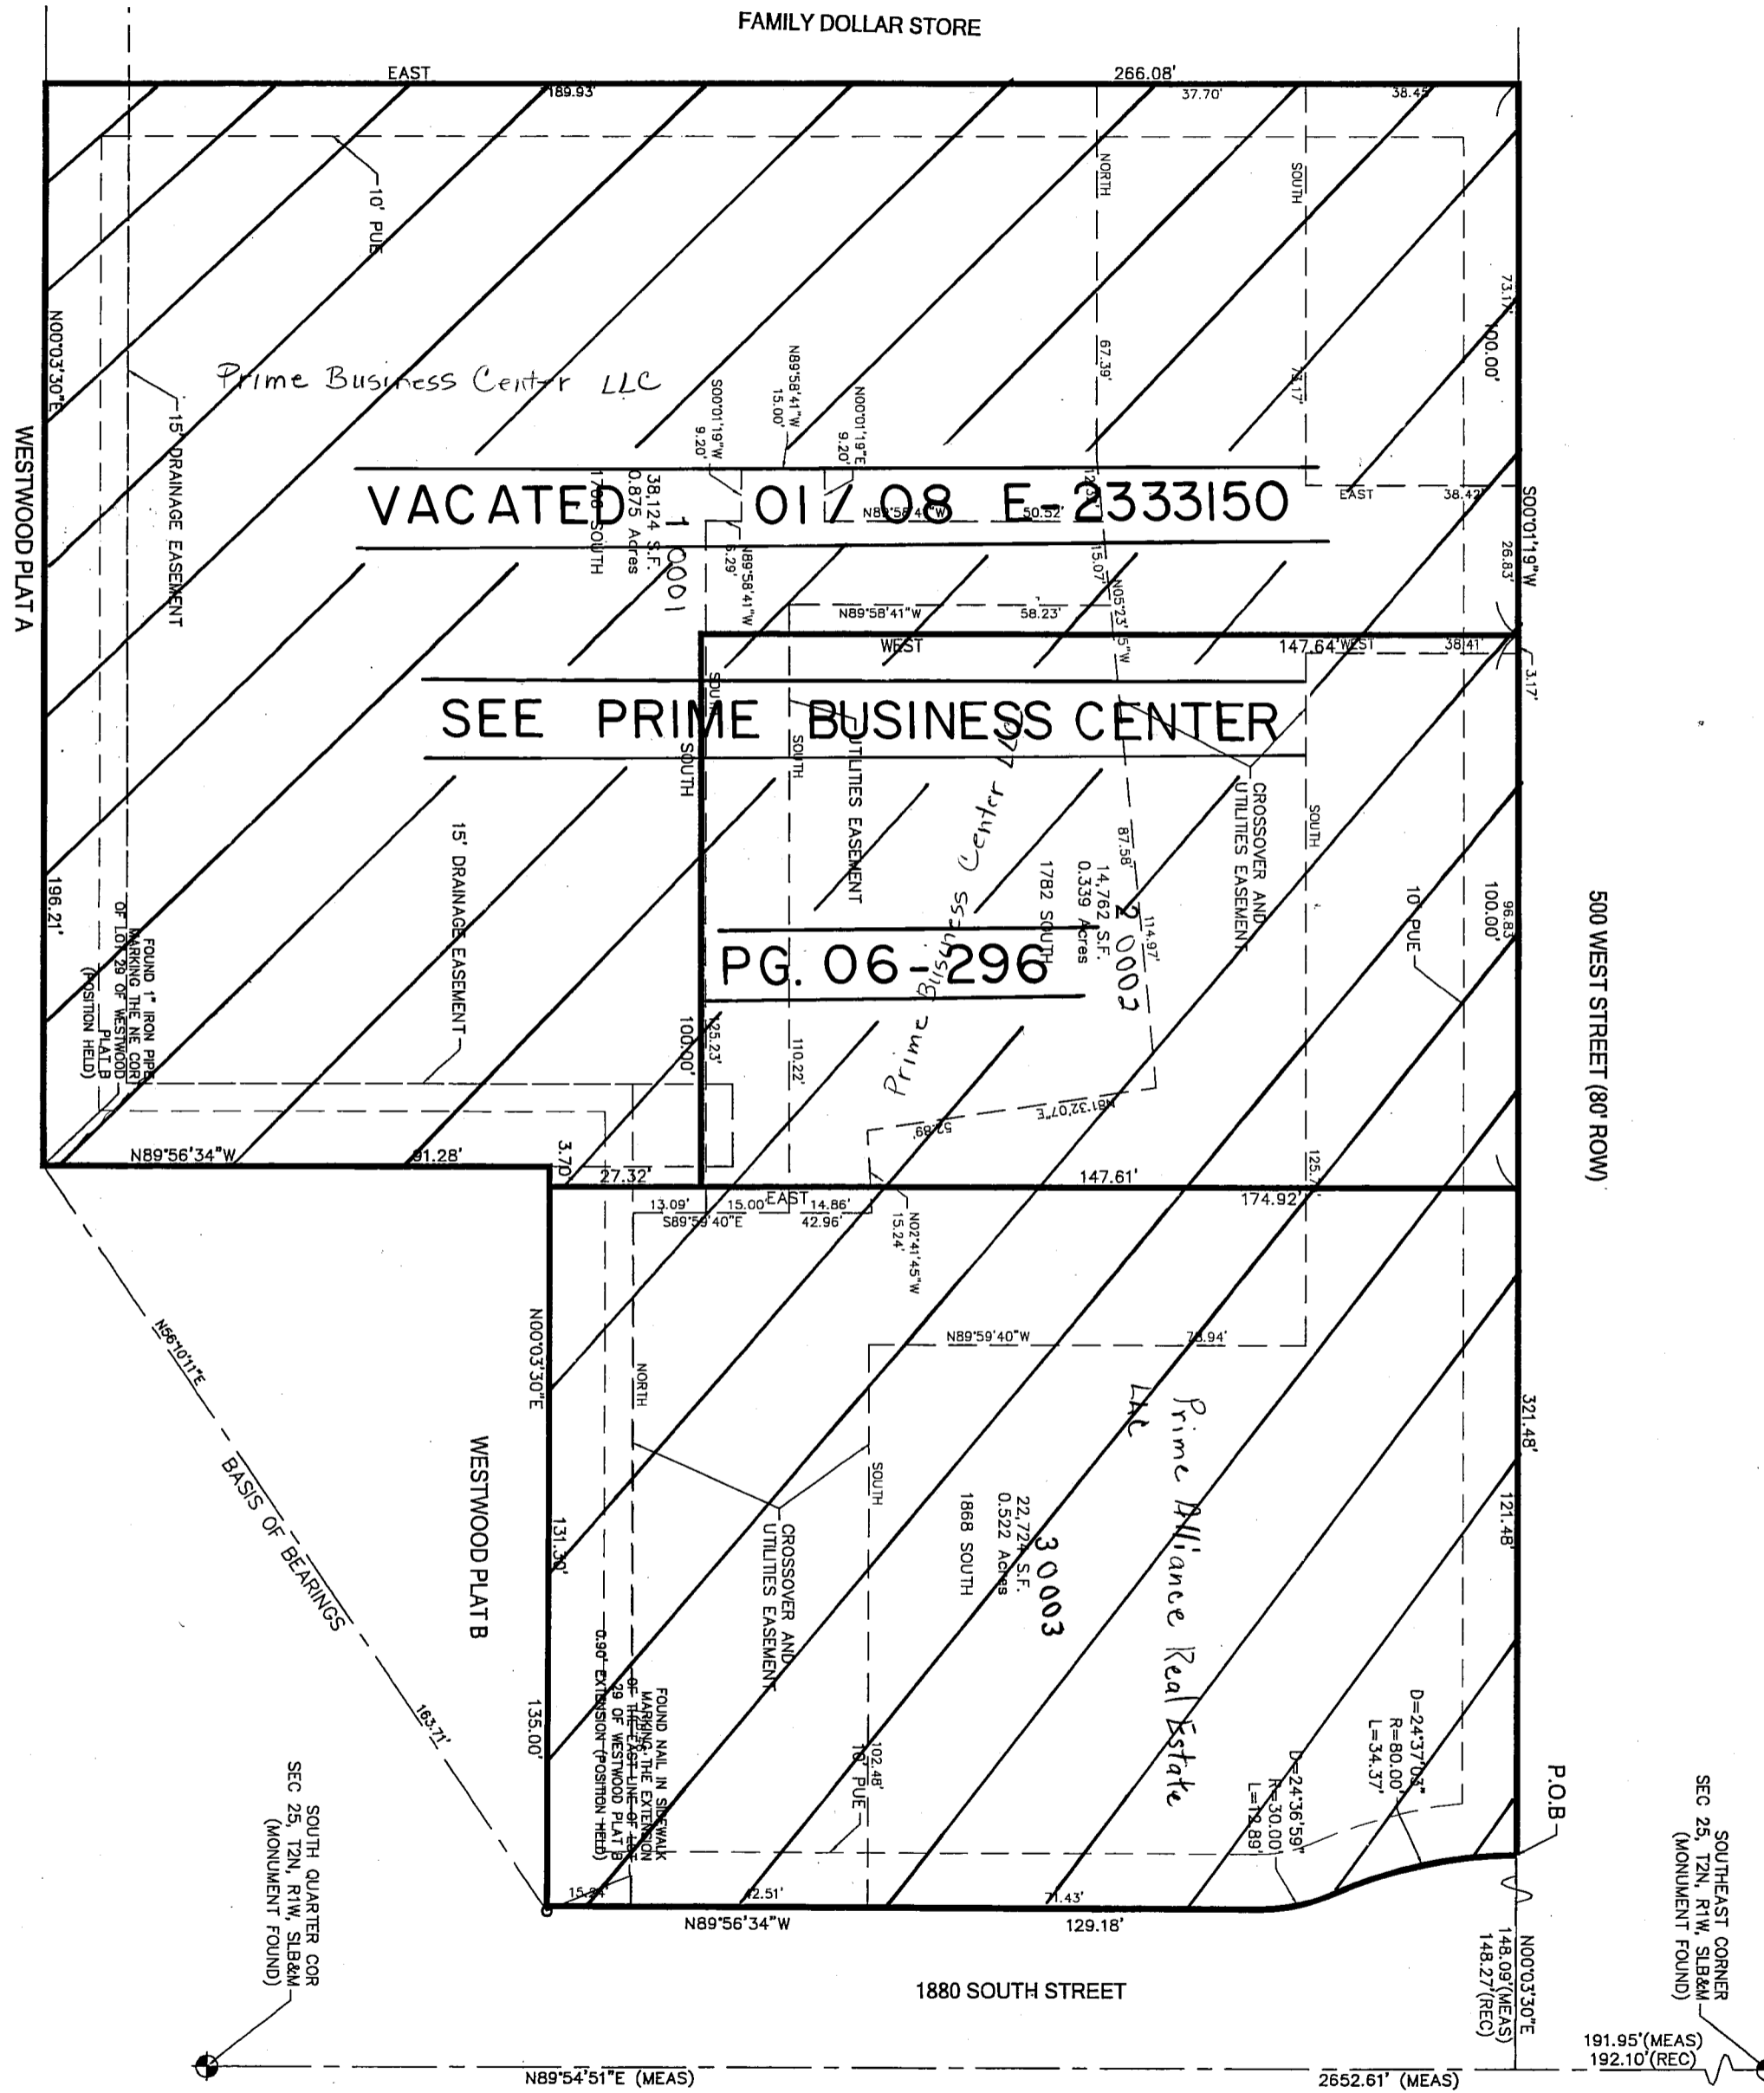 FAMILY DOLLAR STORE
EAST
266.08'
189.93'
37.70'
38.45'
10' PUE
NORTH
SOUTH
73.17'
100.00'
N00°03'30"E
67.39'
73.17'
Prime Business Center LLC
15' DRAINAGE EASEMENT
S00°01'19"W
9.20'
N89°58'41"W
15.00'
N00°01'19"E
9.20'
WESTWOOD PLAT A
VACATED 01/08 E-2333150
EAST
38.42'
S00°01'19"W
26.83'
50.52'
1 0001
38,124 S.F.
0.875 Acres
N89°58'41"W
6.29'
15.07'
N89°58'41"W
58.23'
WEST
147.64'
WEST
38.41'
3.17'
SEE PRIME BUSINESS CENTER
SOUTH
SOUTH
SOUTH
UTILITIES EASEMENT
CROSSOVER AND
UTILITIES EASEMENT
SOUTH
15' DRAINAGE EASEMENT
87.58'
114.97'
2 0002
14,762 S.F.
0.339 Acres
1782 SOUTH
Prime Business Center LLC
10' PUE
96.83'
100.00'
500 WEST STREET (80' ROW)
196.21'
PG. 06-296
FOUND 1" IRON PIPE
MARKING THE NE COR
OF LOT 29 OF WESTWOOD
PLAT B
(POSITION HELD)
100.00'
125.23'
110.22'
N81°32'07"E
52.89'
N89°56'34"W
91.28'
3.70'
27.32'
147.61'
EAST
174.92'
13.09'
15.00'
14.86'
S89°59'40"E
42.96'
N02°41'45"W
15.24'
N89°59'40"W
78.94'
N56°10'11"E
BASIS OF BEARINGS
163.71'
N00°03'30"E
NORTH
SOUTH
WESTWOOD PLAT B
131.30'
135.00'
CROSSOVER AND
UTILITIES EASEMENT
Prime Alliance Real Estate
LLC
3 0003
22,724 S.F.
0.522 Acres
1868 SOUTH
321.48'
121.48'
FOUND NAIL IN SIDEWALK
MARKING THE EXTENSION
OF THE EAST LINE OF LOT
29 OF WESTWOOD PLAT B
0.90' EXTENSION (POSITION HELD)
102.48'
10' PUE
D=24°37'03"
R=80.00'
L=34.37'
D=24°36'59"
R=30.00'
L=12.89'
P.O.B
42.51'
71.43'
N89°56'34"W
129.18'
1880 SOUTH STREET
SOUTH QUARTER COR
SEC 25, T2N, R1W, SLB&M
(MONUMENT FOUND)
SOUTHEAST CORNER
SEC 25, T2N, R1W, SLB&M
(MONUMENT FOUND)
N00°03'30"E
148.09'(MEAS)
148.27'(REC)
191.95'(MEAS)
192.10'(REC)
N89°54'51"E (MEAS)
2652.61' (MEAS)